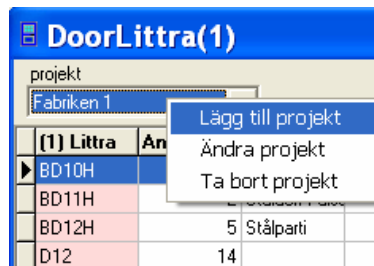 DoorLittra(1)
projekt
Fabriken 1
Lägg till projekt
Ändra projekt
Ta bort projekt
(1) Littra An
BD10H
BD11H
BD12H 5 Stålparti
D12 14